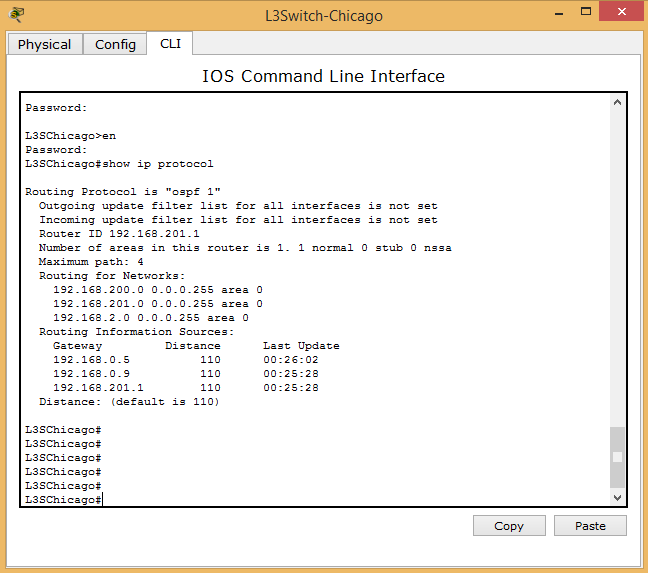 L3Switch-Chicago
Physical Config CLI
IOS Command Line Interface
Password:
L3SChicago>en
Password:
L3SChicago#show ip protocol
Routing Protocol is "ospf 1"
Outgoing update filter list for all interfaces is not set
Incoming update filter list for all interfaces is not set
Router ID 192.168.201.1
Number of areas in this router is 1. 1 normal 0 stub 0 nssa
Maximum path: 4
Routing for Networks:
192.168.200.0 0.0.0.255 area 0
192.168.201.0 0.0.0.255 area 0
192.168.2.0 0.0.0.255 area 0
Routing Information Sources:
Gateway Distance Last Update
192.168.0.5 110 00:26:02
192.168.0.9 110 00:25:28
192.168.201.1 110 00:25:28
Distance: (default is 110)
L3SChicago#
L3SChicago#
L3SChicago#
L3SChicago#
L3SChicago#
L3SChicago#
Copy Paste